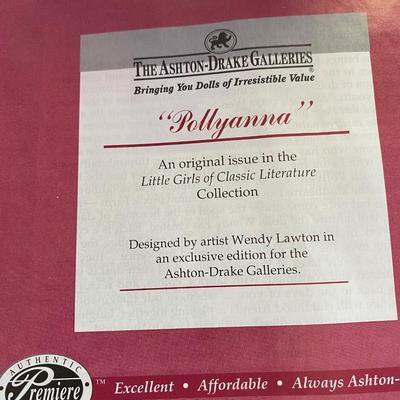 THE ASHTON-DRAKE GALLERIES®
Bringing You Dolls of Irresistible Value
“Pollyanna”
An original issue in the
Little Girls of Classic Literature
Collection
Designed by artist Wendy Lawton in
an exclusive edition for the
Ashton-Drake Galleries.
AUTHENTIC
Premiere™
Excellent • Affordable • Always Ashton-